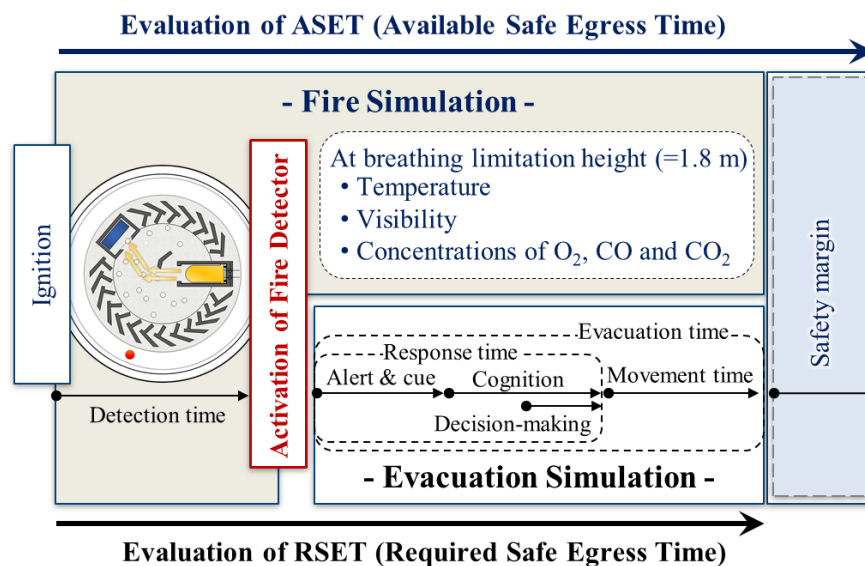 Evaluation of ASET (Available Safe Egress Time)
- Fire Simulation -
Ignition
Activation of Fire Detector
At breathing limitation height (=1.8 m)
• Temperature
• Visibility
• Concentrations of O₂, CO and CO₂
Safety margin
Detection time
Evacuation time
Response time
Alert & cue
Cognition
Movement time
Decision-making
- Evacuation Simulation -
Evaluation of RSET (Required Safe Egress Time)